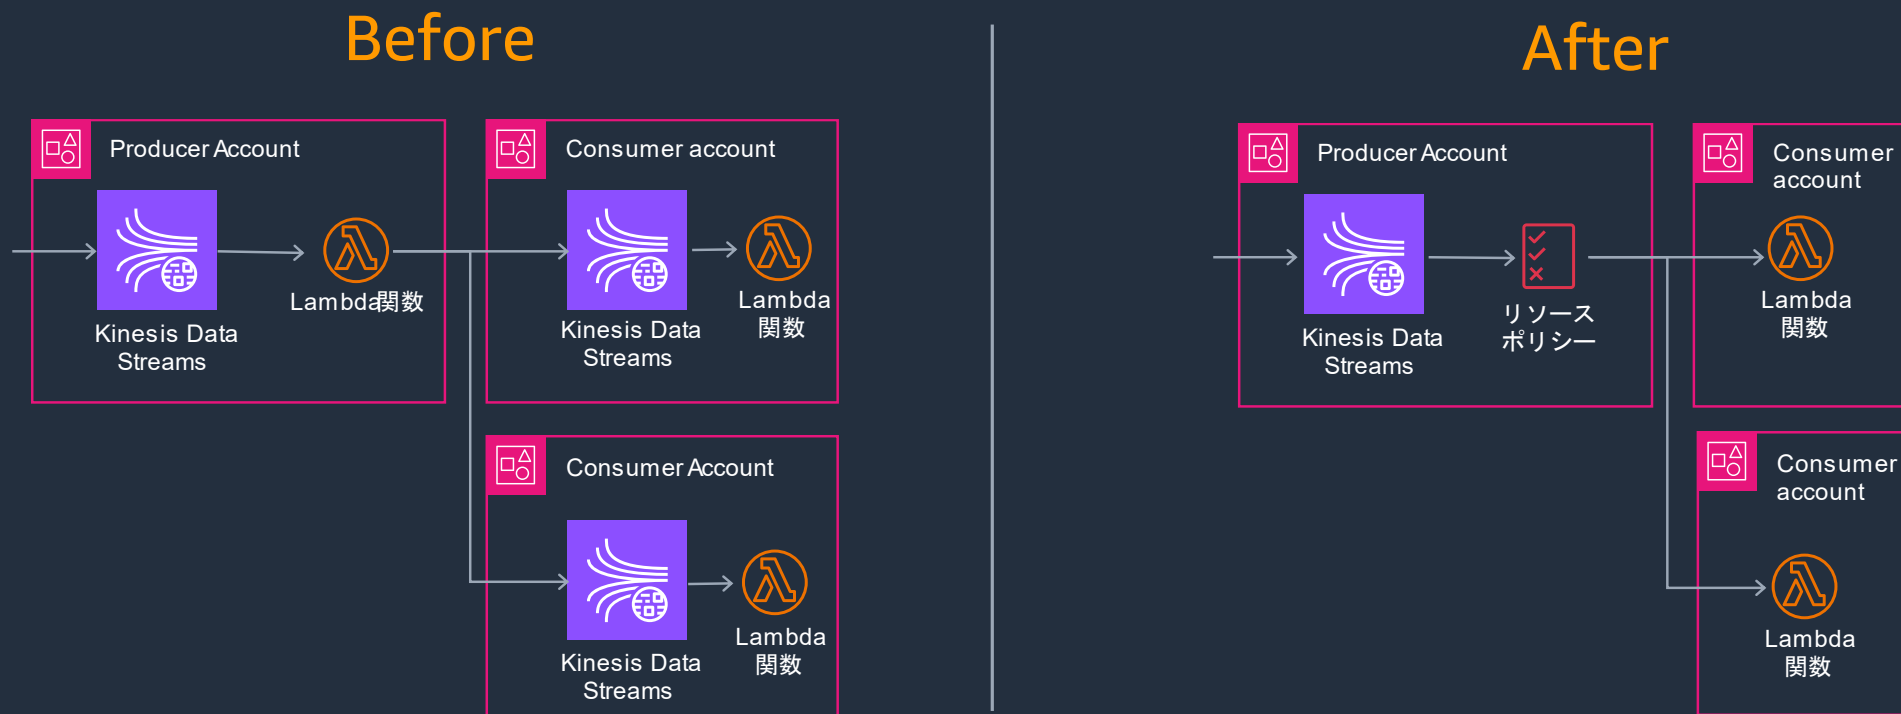 Before
Producer Account
Kinesis Data
Streams
Lambda関数
Consumer account
Kinesis Data
Streams
Lambda
関数
Consumer Account
Kinesis Data
Streams
Lambda
関数
After
Producer Account
Kinesis Data
Streams
リソース
ポリシー
Consumer
account
Lambda
関数
Consumer
account
Lambda
関数